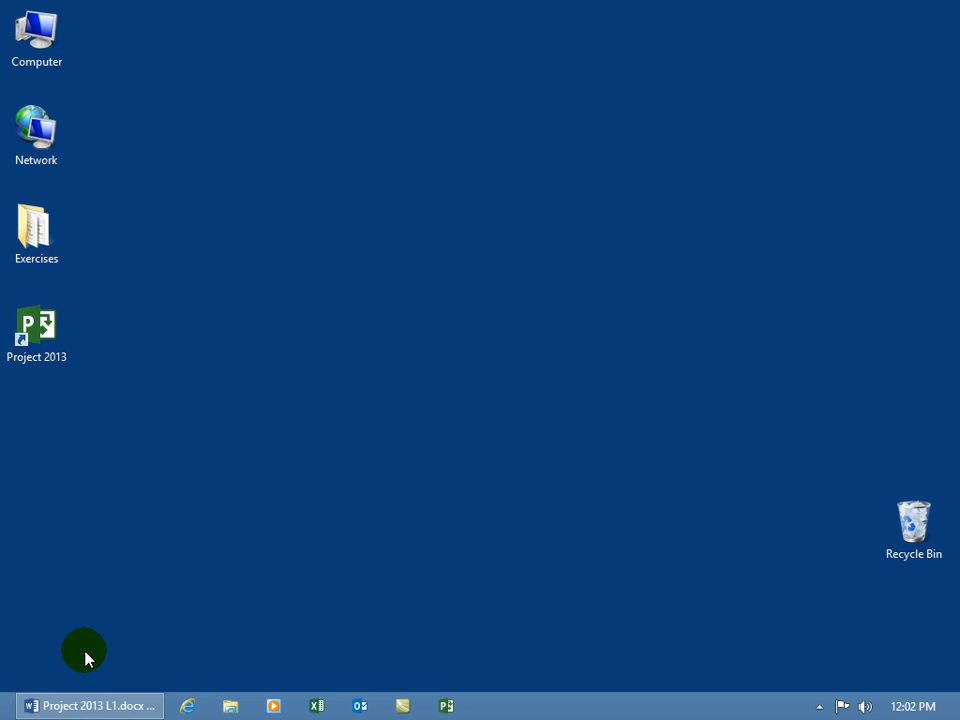 Computer
Network
Exercises
Project 2013
Recycle Bin
Project 2013 L1.docx ...
12:02 PM